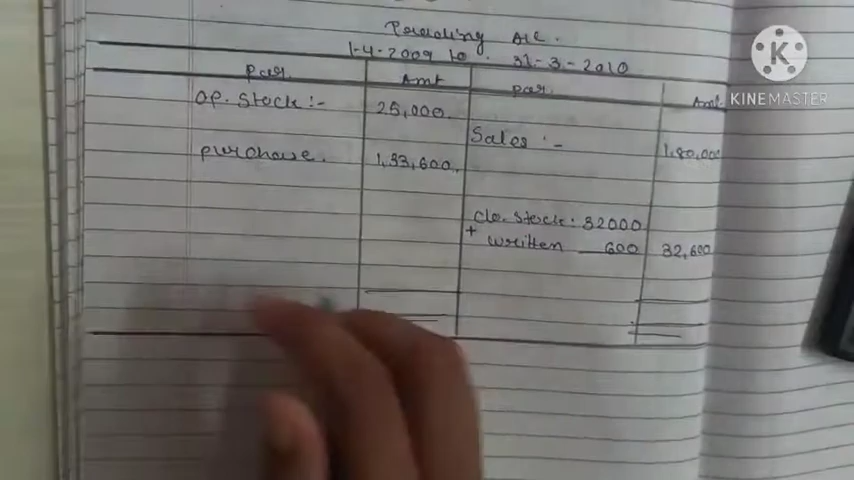 Trading A/c.
1-4-2009 to 31-3-2010
par. Amt par. Amt
OP. Stock :- 25,000.
Sales :- 1,80,000
purchase. 1,33,600.
Clo. Stock : 32000
+ written 600 32,600
K
KINEMASTER